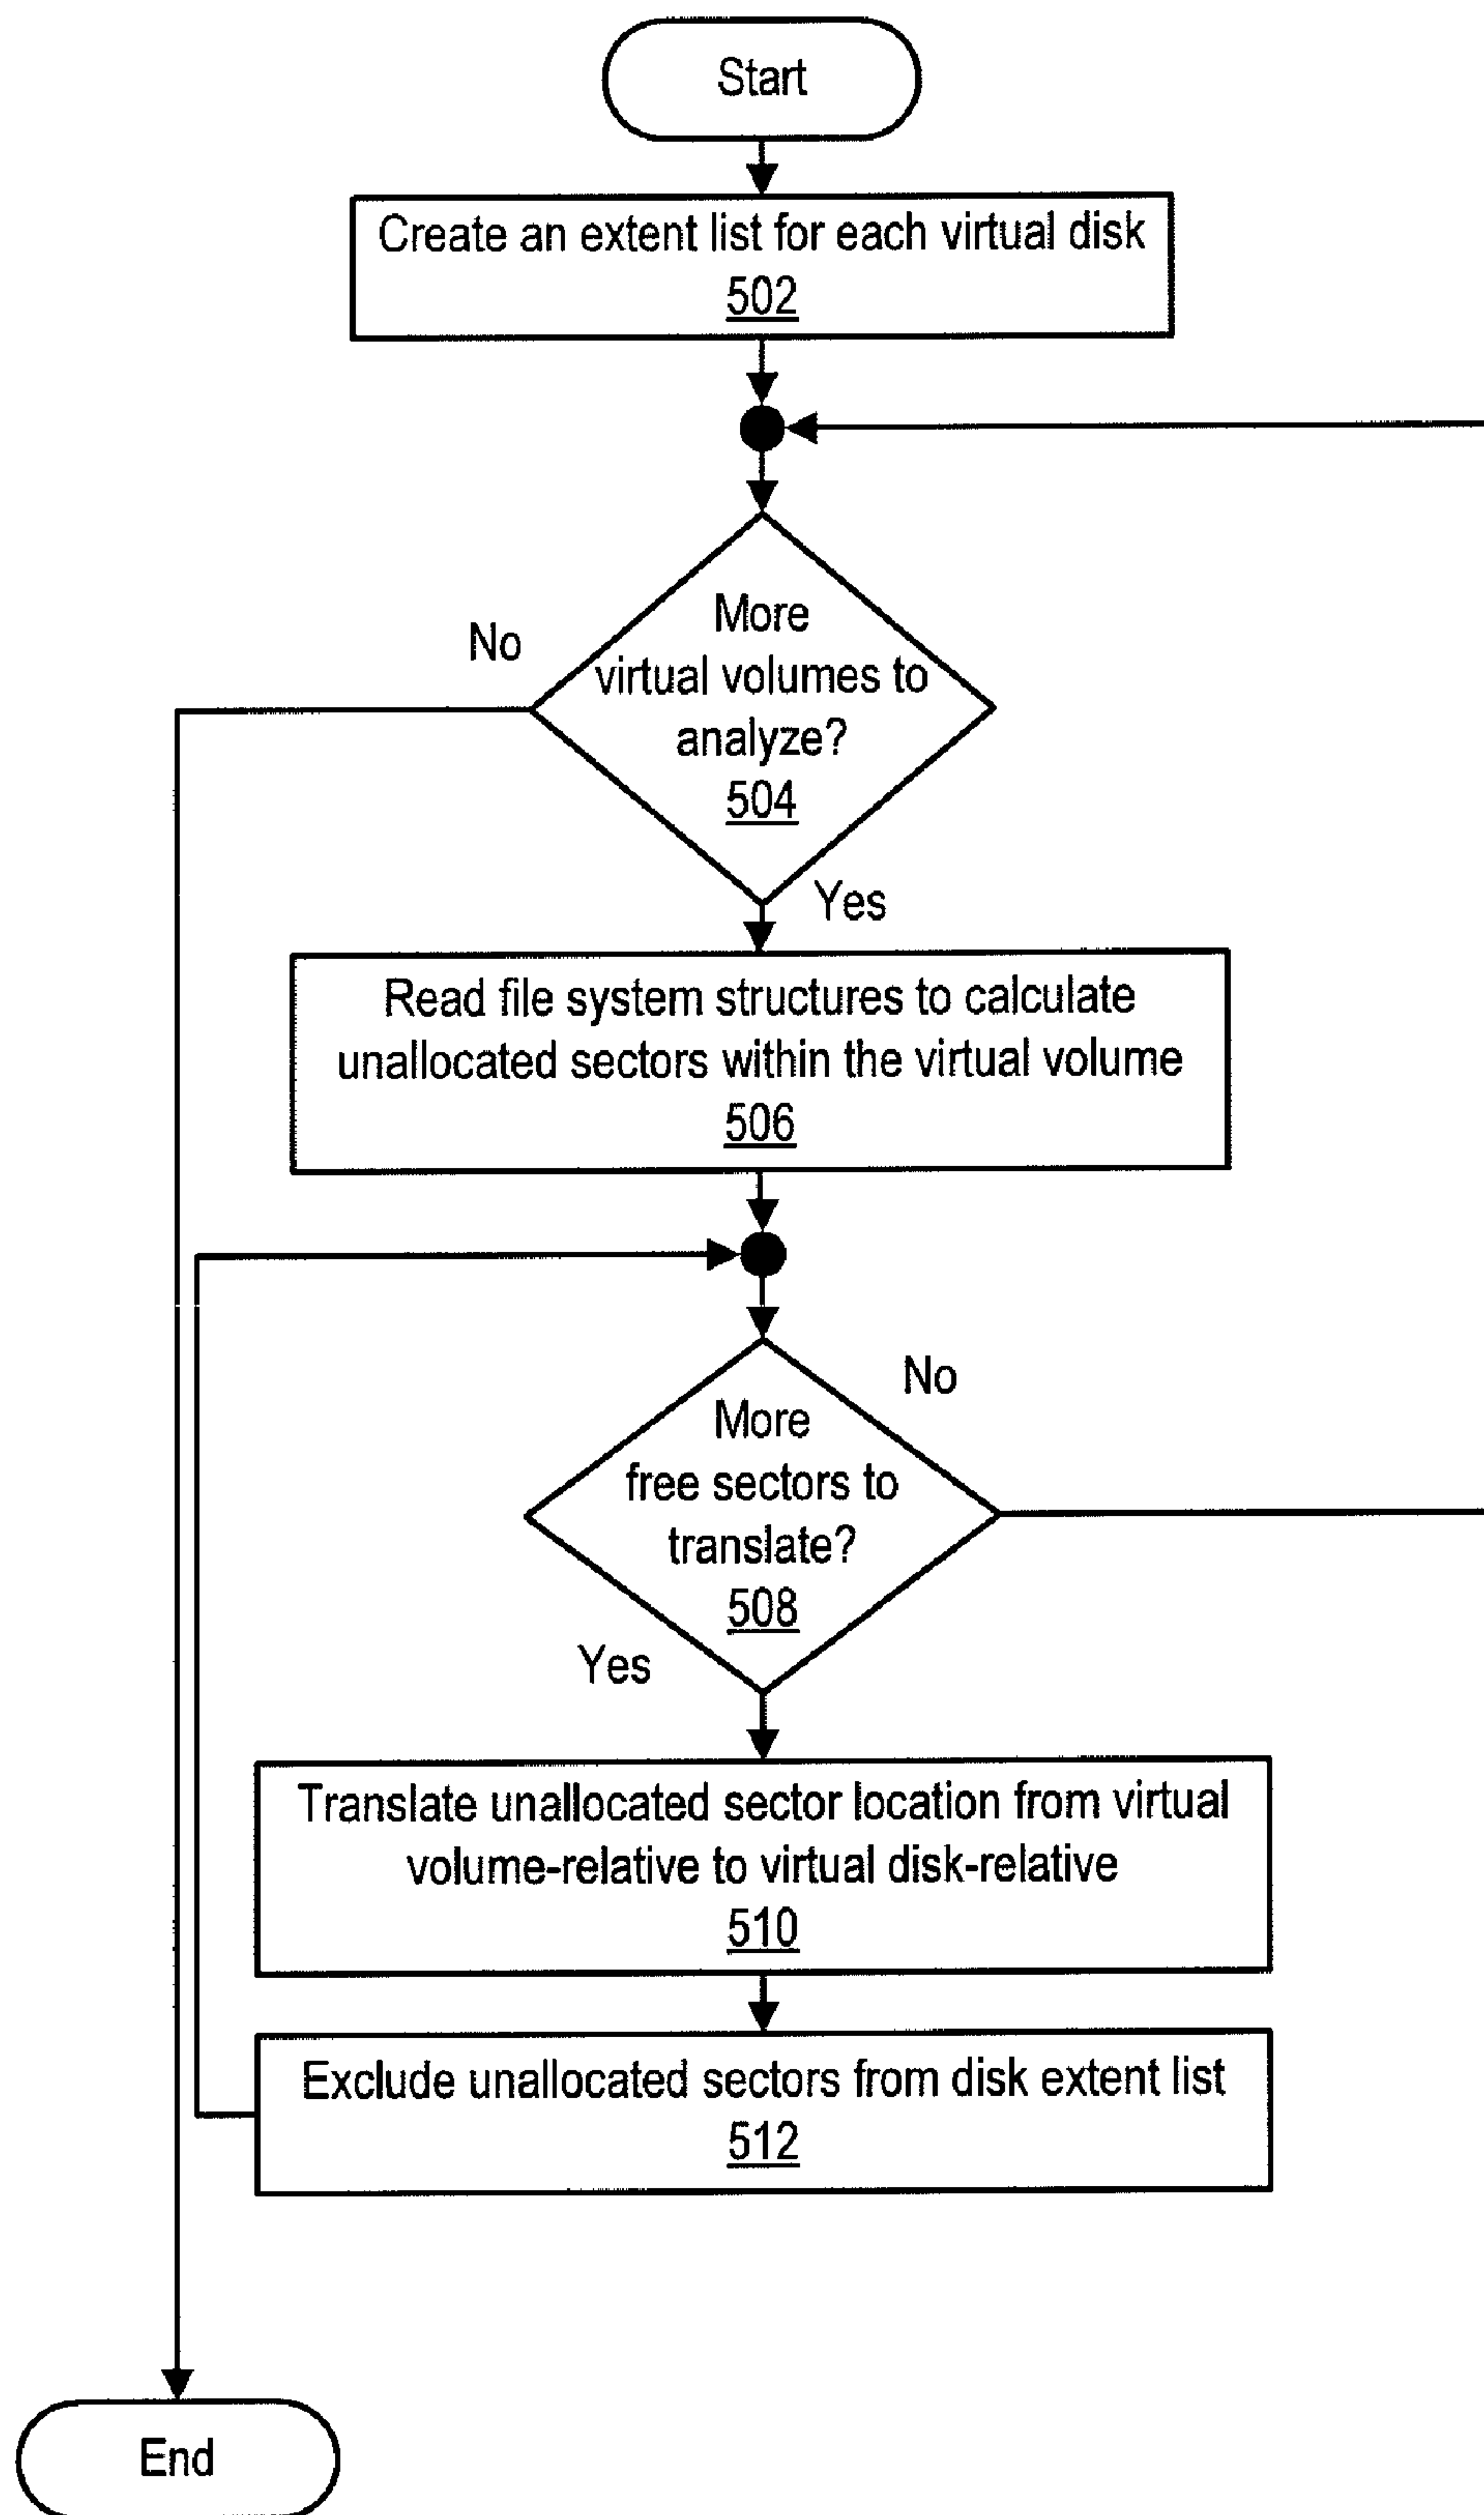 Start
Create an extent list for each virtual disk
502
No
More
virtual volumes to
analyze?
504
Yes
Read file system structures to calculate
unallocated sectors within the virtual volume
506
No
More
free sectors to
translate?
508
Yes
Translate unallocated sector location from virtual
volume-relative to virtual disk-relative
510
Exclude unallocated sectors from disk extent list
512
End